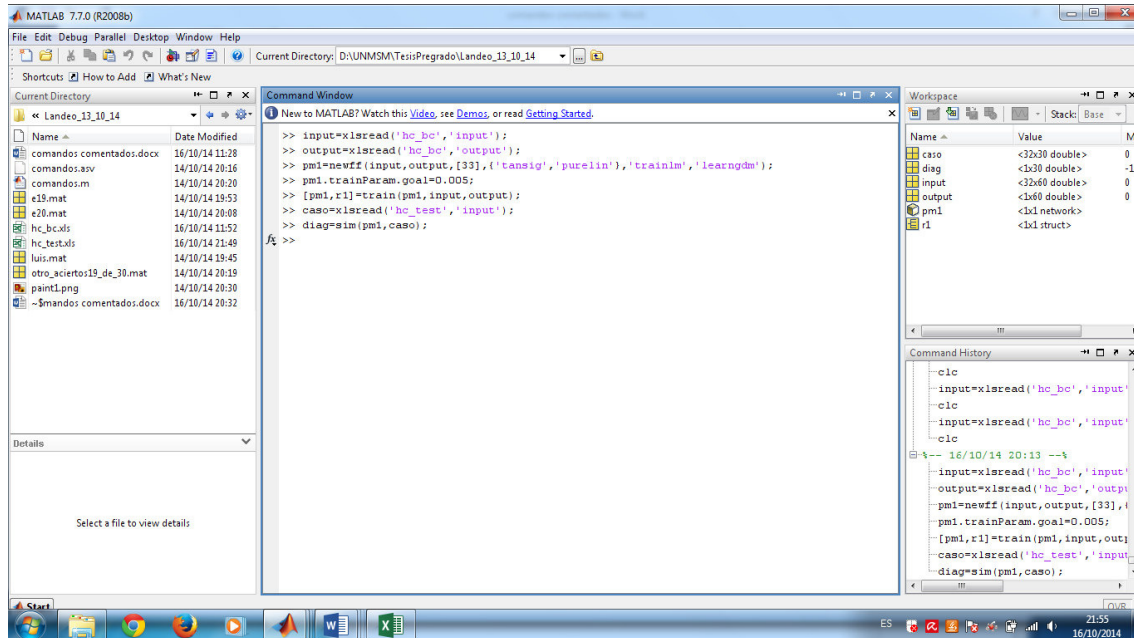 MATLAB 7.7.0 (R2008b)
File Edit Debug Parallel Desktop Window Help
Current Directory: D:\UNMSM\TesisPregrado\Landeo_13_10_14
Shortcuts How to Add What's New
Current Directory
« Landeo_13_10_14
Name Date Modified
comandos comentados.docx 16/10/14 11:28
comandos.asv 14/10/14 20:16
comandos.m 14/10/14 20:20
e19.mat 14/10/14 19:53
e20.mat 14/10/14 20:08
hc_bc.xls 16/10/14 11:52
hc_test.xls 16/10/14 21:49
luis.mat 14/10/14 19:45
otro_aciertos19_de_30.mat 14/10/14 20:19
paint1.png 14/10/14 20:30
~$mandos comentados.docx 16/10/14 20:32
Details
Select a file to view details
Command Window
New to MATLAB? Watch this Video, see Demos, or read Getting Started.
>> input=xlsread('hc_bc','input');
>> output=xlsread('hc_bc','output');
>> pm1=newff(input,output,[33],{'tansig','purelin'},'trainlm','learngdm');
>> pm1.trainParam.goal=0.005;
>> [pm1,r1]=train(pm1,input,output);
>> caso=xlsread('hc_test','input');
>> diag=sim(pm1,caso);
fx >>
Workspace
Stack: Base
Name Value M
caso <32x30 double> 0
diag <1x30 double> -1
input <32x60 double> 0
output <1x60 double> 0
pm1 <1x1 network>
r1 <1x1 struct>
Command History
clc
input=xlsread('hc_bc','input'
clc
input=xlsread('hc_bc','input'
clc
%-- 16/10/14 20:13 --%
input=xlsread('hc_bc','input'
output=xlsread('hc_bc','outpu
pm1=newff(input,output,[33],{
pm1.trainParam.goal=0.005;
[pm1,r1]=train(pm1,input,outp
caso=xlsread('hc_test','input
diag=sim(pm1,caso);
Start
OVR
ES
21:55
16/10/2014